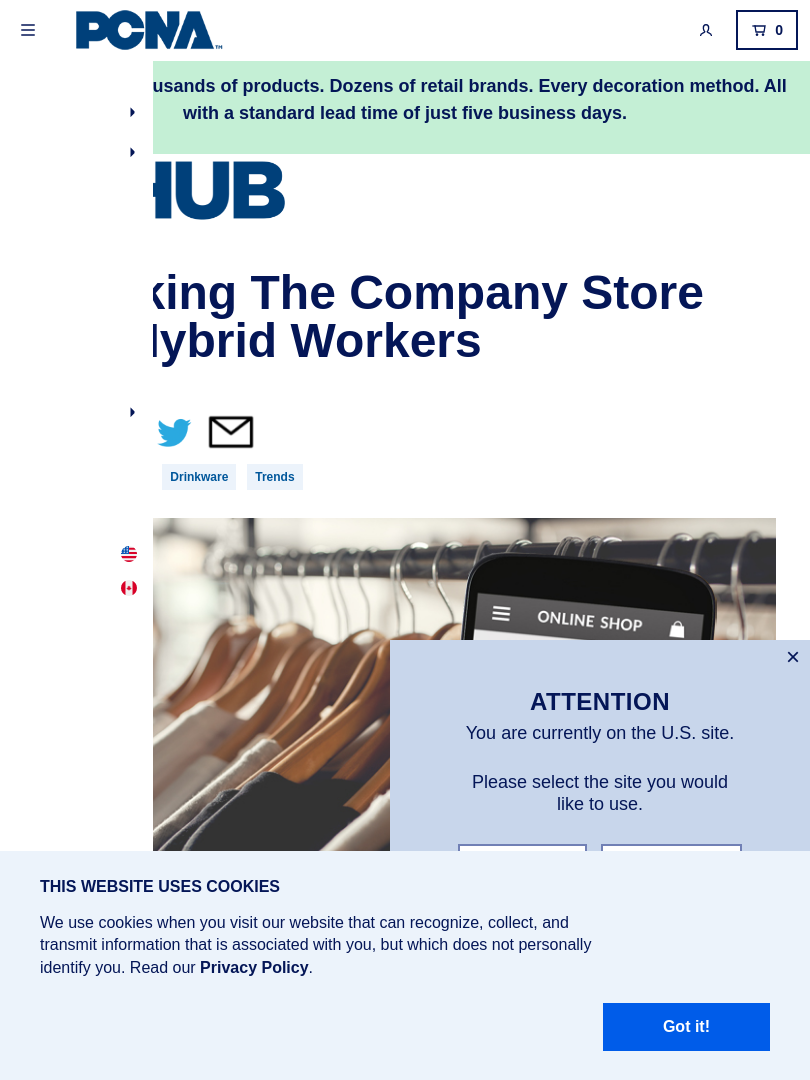 PCNA™
0
usands of products. Dozens of retail brands. Every decoration method. All
with a standard lead time of just five business days.
HUB
king The Company Store
Hybrid Workers
Drinkware
Trends
ONLINE SHOP
×
ATTENTION
You are currently on the U.S. site.
Please select the site you would
like to use.
THIS WEBSITE USES COOKIES
We use cookies when you visit our website that can recognize, collect, and
transmit information that is associated with you, but which does not personally
identify you. Read our Privacy Policy.
Got it!